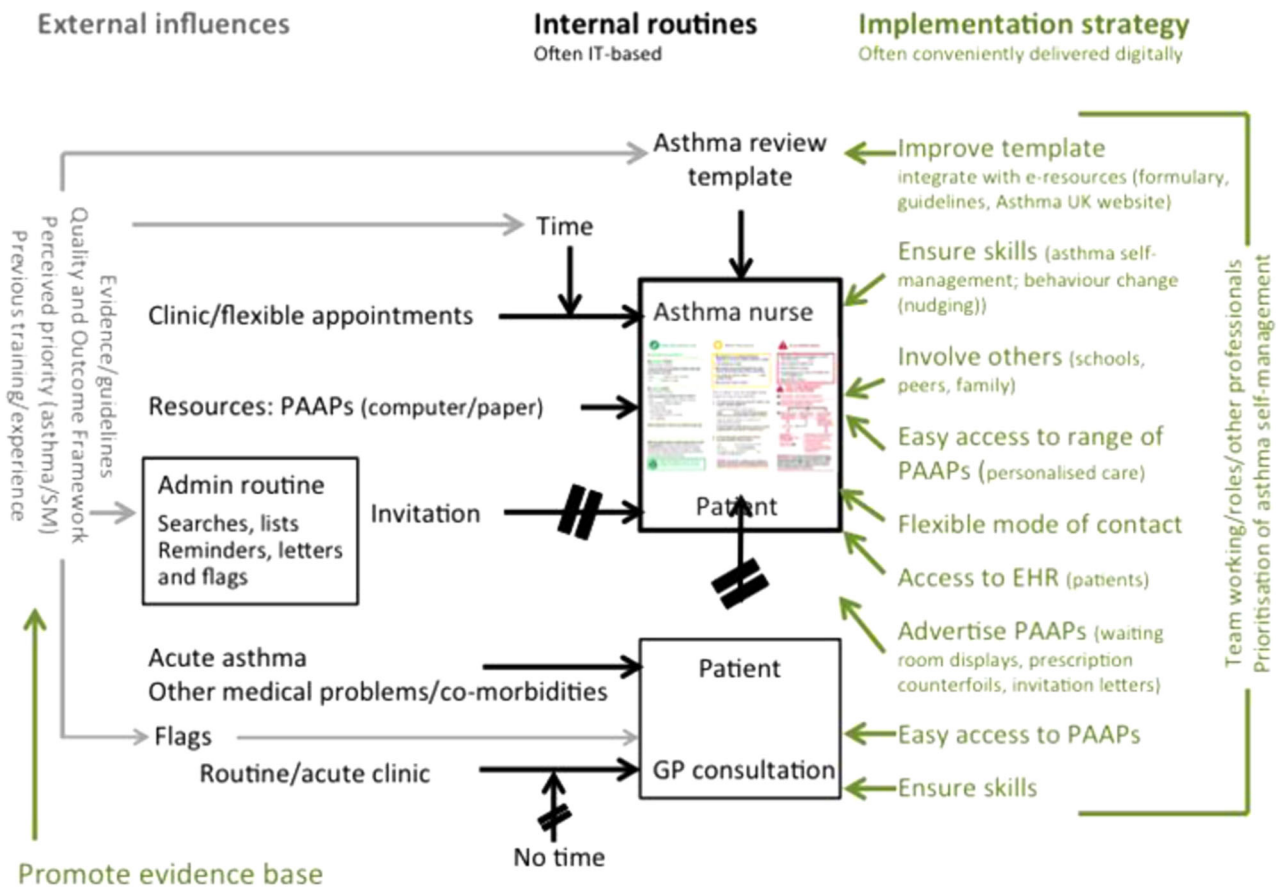 External influences
Internal routines
Often IT-based
Implementation strategy
Often conveniently delivered digitally
Previous training/experience
Perceived priority (asthma/SM)
Quality and Outcome Framework
Evidence/guidelines
Promote evidence base
Asthma review
template
Time
Clinic/flexible appointments
Resources: PAAPs (computer/paper)
Admin routine
Searches, lists
Reminders, letters
and flags
Invitation
Asthma nurse
Patient
Acute asthma
Other medical problems/co-morbidities
Flags
Routine/acute clinic
No time
Patient
GP consultation
Improve template
integrate with e-resources (formulary,
guidelines, Asthma UK website)
Ensure skills (asthma self-
management; behaviour change
(nudging))
Involve others (schools,
peers, family)
Easy access to range of
PAAPs (personalised care)
Flexible mode of contact
Access to EHR (patients)
Advertise PAAPs (waiting
room displays, prescription
counterfoils, invitation letters)
Easy access to PAAPs
Ensure skills
Team working/roles/other professionals
Prioritisation of asthma self-management